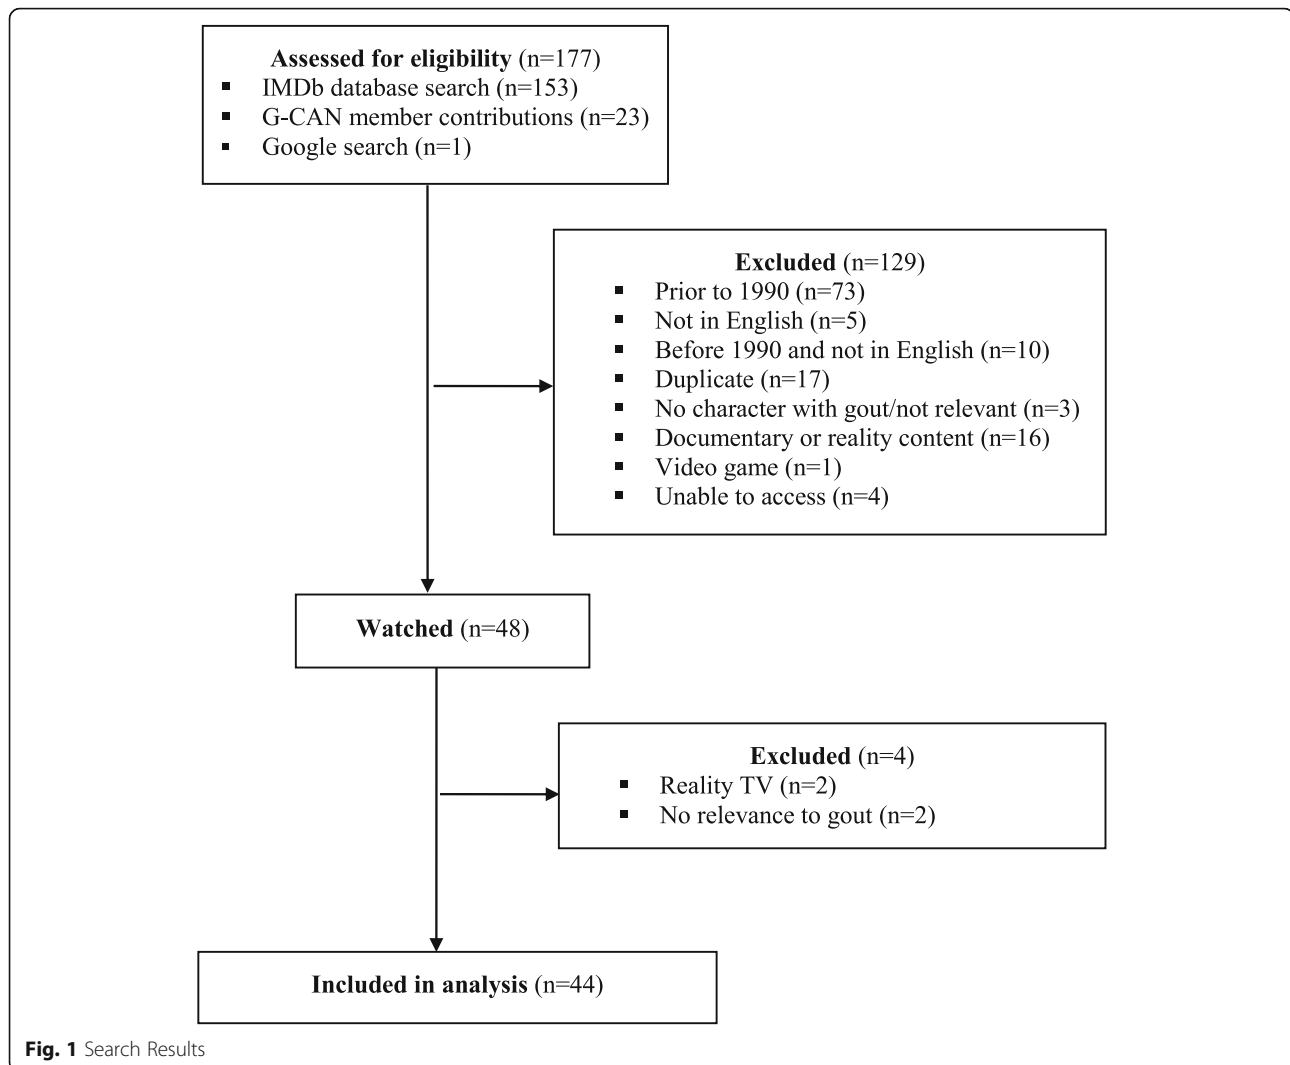 Assessed for eligibility (n=177)
▪ IMDb database search (n=153)
▪ G-CAN member contributions (n=23)
▪ Google search (n=1)
Excluded (n=129)
▪ Prior to 1990 (n=73)
▪ Not in English (n=5)
▪ Before 1990 and not in English (n=10)
▪ Duplicate (n=17)
▪ No character with gout/not relevant (n=3)
▪ Documentary or reality content (n=16)
▪ Video game (n=1)
▪ Unable to access (n=4)
Watched (n=48)
Excluded (n=4)
▪ Reality TV (n=2)
▪ No relevance to gout (n=2)
Included in analysis (n=44)
Fig. 1 Search Results